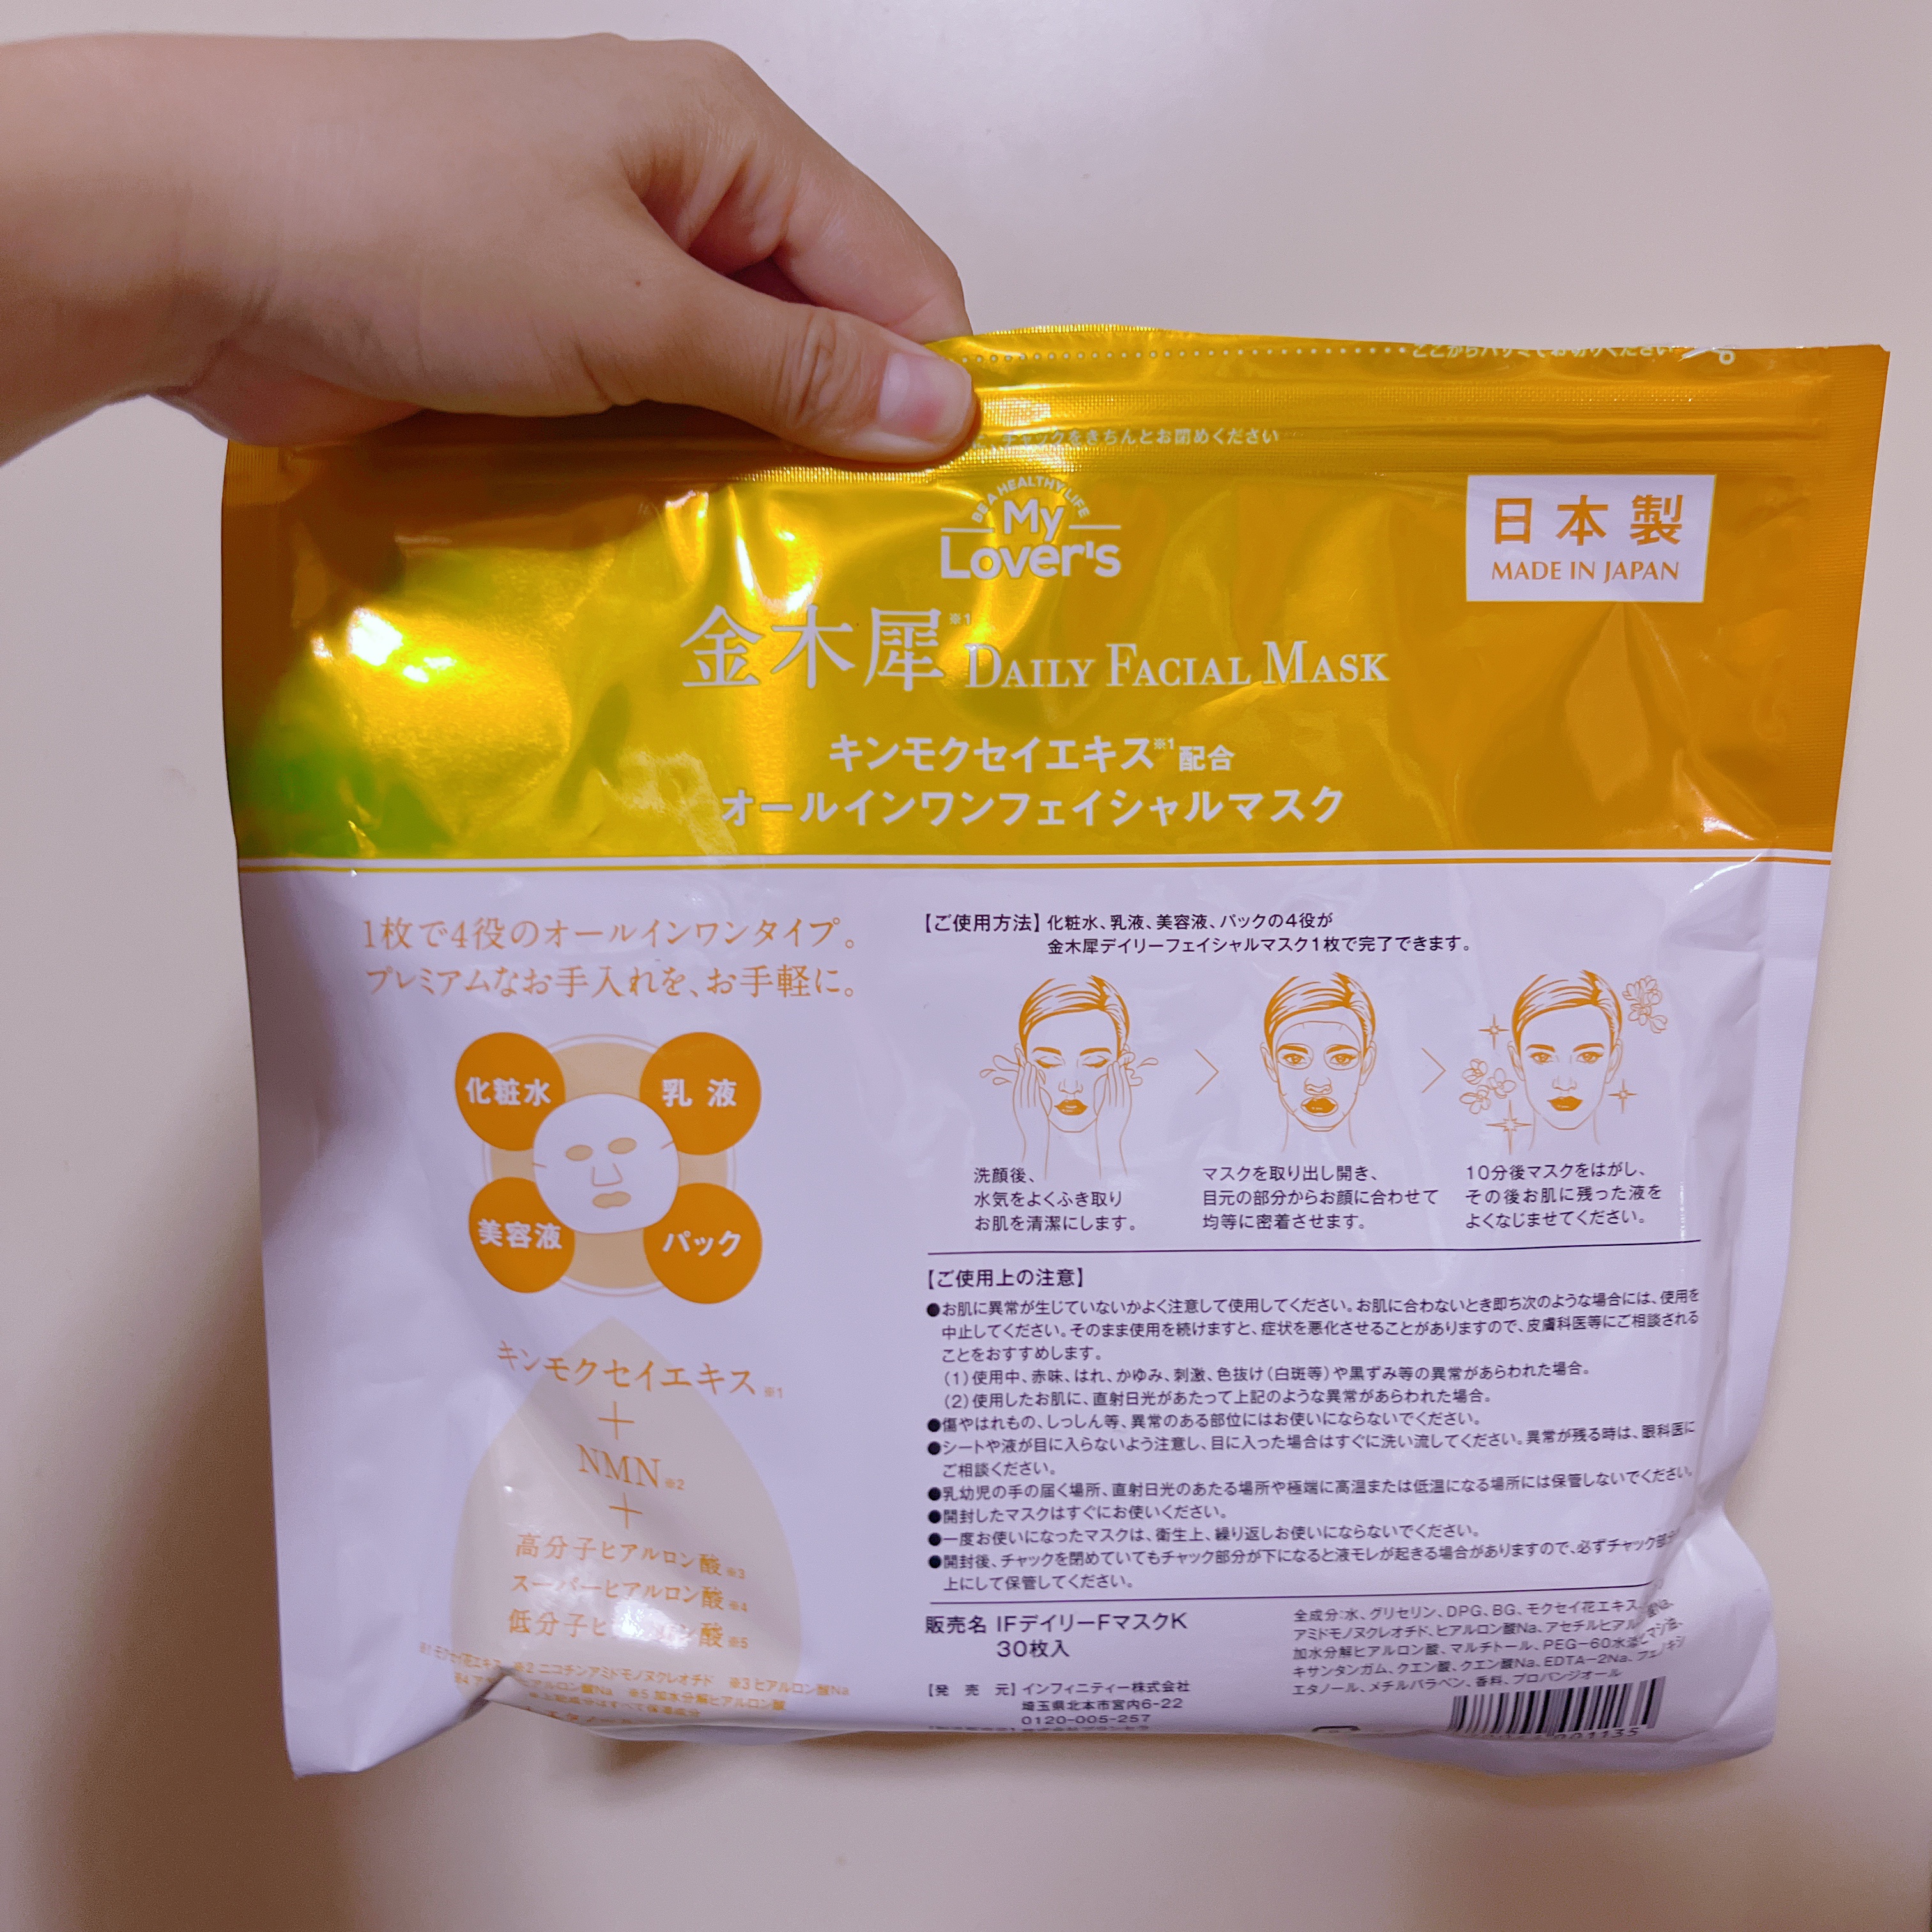 ここからハサミでお切りください
チャックをきちんとお閉めください
BE A HEALTHY LIFE
My
Lover's
日本製
MADE IN JAPAN
金木犀※1 DAILY FACIAL MASK
キンモクセイエキス※1配合
オールインワンフェイシャルマスク
1枚で4役のオールインワンタイプ。
プレミアムなお手入れを、お手軽に。
化粧水
乳液
美容液
パック
キンモクセイエキス※1
+
NMN※2
+
高分子ヒアルロン酸※3
スーパーヒアルロン酸※4
低分子ヒ 酸※5
※1 モクセイ花エキス ※2 ニコチンアミドモノヌクレオチド ※3 ヒアルロン酸Na
※4 ヒアルロン酸Na ※5 加水分解ヒアルロン酸
【ご使用方法】化粧水、乳液、美容液、パックの4役が
金木犀デイリーフェイシャルマスク1枚で完了できます。
洗顔後、
水気をよくふき取り
お肌を清潔にします。
マスクを取り出し開き、
目元の部分からお顔に合わせて
均等に密着させます。
10分後マスクをはがし、
その後お肌に残った液を
よくなじませてください。
【ご使用上の注意】
●お肌に異常が生じていないかよく注意して使用してください。お肌に合わないとき即ち次のような場合には、使用を
中止してください。そのまま使用を続けますと、症状を悪化させることがありますので、皮膚科医等にご相談される
ことをおすすめします。
(1)使用中、赤味、はれ、かゆみ、刺激、色抜け(白斑等)や黒ずみ等の異常があらわれた場合。
(2)使用したお肌に、直射日光があたって上記のような異常があらわれた場合。
●傷やはれもの、しっしん等、異常のある部位にはお使いにならないでください。
●シートや液が目に入らないよう注意し、目に入った場合はすぐに洗い流してください。異常が残る時は、眼科医に
ご相談ください。
●乳幼児の手の届く場所、直射日光のあたる場所や極端に高温または低温になる場所には保管しないでください。
●開封したマスクはすぐにお使いください。
●一度お使いになったマスクは、衛生上、繰り返しお使いにならないでください。
●開封後、チャックを閉めていてもチャック部分が下になると液モレが起きる場合がありますので、必ずチャック部分
上にして保管してください。
販売名 IFデイリーFマスクK
30枚入
【発売元】インフィニティー株式会社
埼玉県北本市宮内6-22
0120-005-257
全成分:水、グリセリン、DPG、BG、モクセイ花エキス、
アミドモノヌクレオチド、ヒアルロン酸Na、アセチルヒアルロン酸Na、
加水分解ヒアルロン酸、マルチトール、PEG-60水添ヒマシ油、
キサンタンガム、クエン酸、クエン酸Na、EDTA-2Na、フェノキシ
エタノール、メチルパラベン、香料、プロパンジオール
001135